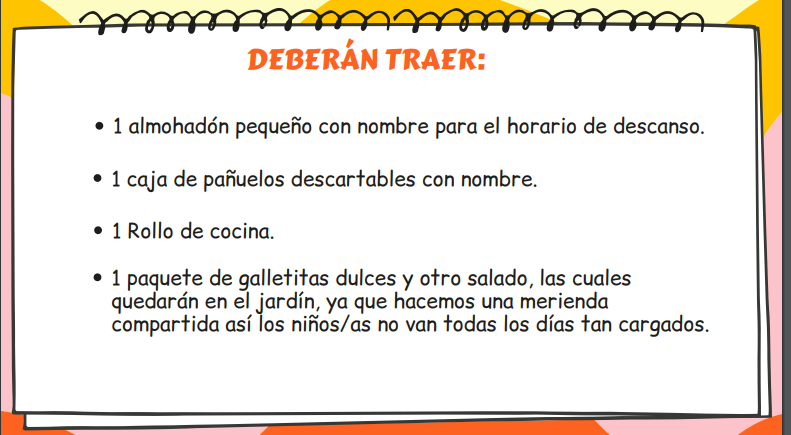 DEBERÁN TRAER:
• 1 almohadón pequeño con nombre para el horario de descanso.
• 1 caja de pañuelos descartables con nombre.
• 1 Rollo de cocina.
• 1 paquete de galletitas dulces y otro salado, las cuales
quedarán en el jardín, ya que hacemos una merienda
compartida así los niños/as no van todas los días tan cargados.